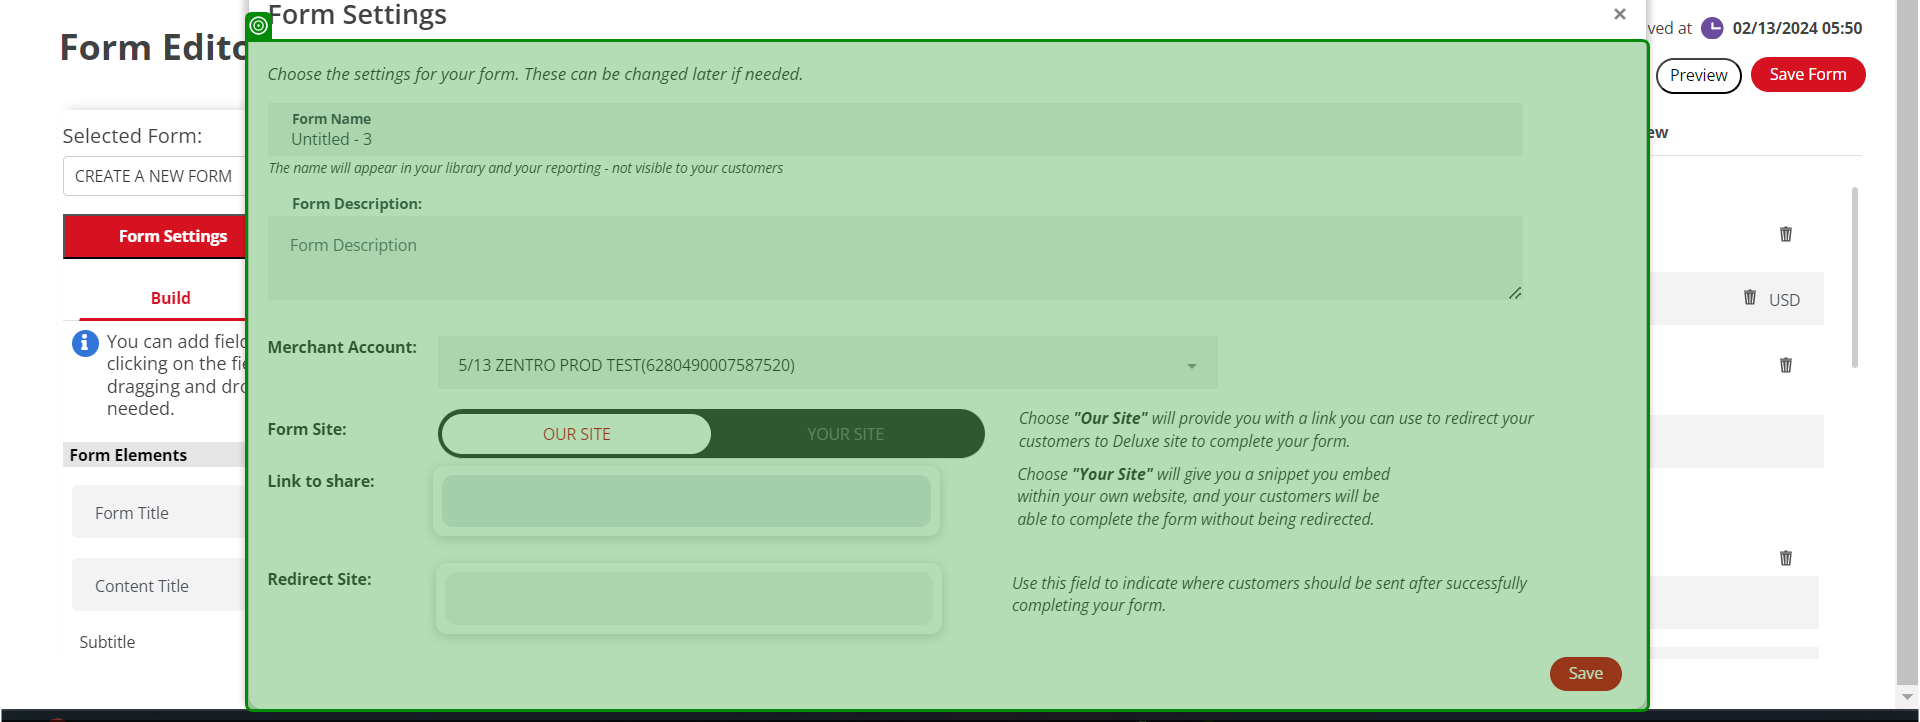 Form Settings
×
Form Edito
ved at 02/13/2024 05:50
Preview
Save Form
Choose the settings for your form. These can be changed later if needed.
Selected Form:
CREATE A NEW FORM
Form Name
Untitled - 3
ew
The name will appear in your library and your reporting - not visible to your customers
Form Settings
Form Description:
Form Description
Build
USD
You can add field
clicking on the fie
dragging and dro
needed.
Merchant Account:
5/13 ZENTRO PROD TEST(6280490007587520)
Form Site:
OUR SITE
YOUR SITE
Choose "Our Site" will provide you with a link you can use to redirect your
customers to Deluxe site to complete your form.
Form Elements
Link to share:
Choose "Your Site" will give you a snippet you embed
within your own website, and your customers will be
able to complete the form without being redirected.
Form Title
Content Title
Subtitle
Redirect Site:
Use this field to indicate where customers should be sent after successfully
completing your form.
Save